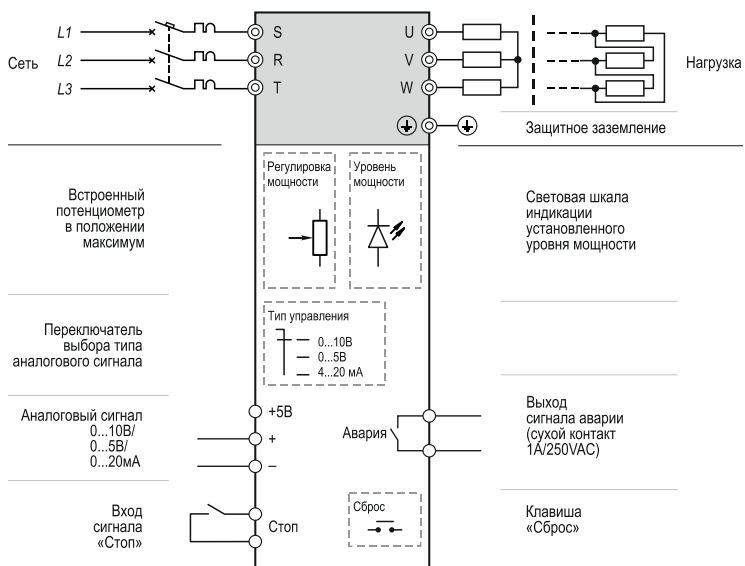 Сеть
L1
L2
L3
S
R
T
U
V
W
Нагрузка
Защитное заземление
Встроенный
потенциометр
в положении
максимум
Регулировка
мощности
Уровень
мощности
Световая шкала
индикации
установленного
уровня мощности
Переключатель
выбора типа
аналогового сигнала
Тип управления
0...10В
0...5В
4...20 мА
Аналоговый сигнал
0...10В/
0...5В/
0...20мА
+5В
+
–
Авария
Выход
сигнала аварии
(сухой контакт
1А/250VAC)
Вход
сигнала
«Стоп»
Стоп
Сброс
Клавиша
«Сброс»